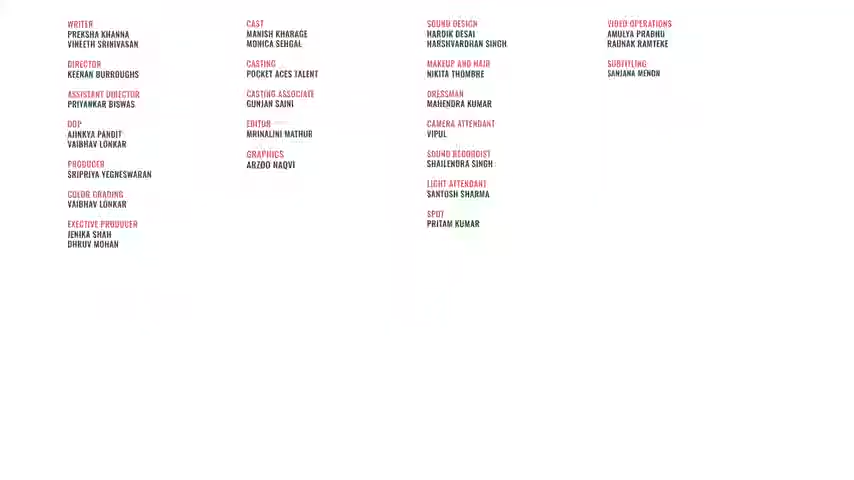 WRITER
PREKSHA KHANNA
VINEETH SRINIVASAN
DIRECTOR
KEENAN BURROUGHS
ASSISTANT DIRECTOR
PRIYANKAR BISWAS
DOP
AJINKYA PANDIT
VAIBHAV LONKAR
PRODUCER
SRIPRIYA YEGNESWARAN
COLOR GRADING
VAIBHAV LONKAR
EXECTIVE PRODUCER
JENIKA SHAH
DHRUV MOHAN
CAST
MANISH KHARAGE
MONICA SEHGAL
CASTING
POCKET ACES TALENT
CASTING ASSOCIATE
GUNJAN SAINI
EDITOR
MRINALINI MATHUR
GRAPHICS
ARZOO NAQVI
SOUND DESIGN
HARDIK DESAI
HARSHVARDHAN SINGH
MAKEUP AND HAIR
NIKITA THOMBRE
DRESSMAN
MAHENDRA KUMAR
CAMERA ATTENDANT
VIPUL
SOUND RECORDIST
SHAILENDRA SINGH
LIGHT ATTENDANT
SANTOSH SHARMA
SPOT
PRITAM KUMAR
VIDEO OPERATIONS
AMULYA PRABHU
RAUNAK RAMTEKE
SUBTITLING
SANJANA MENON